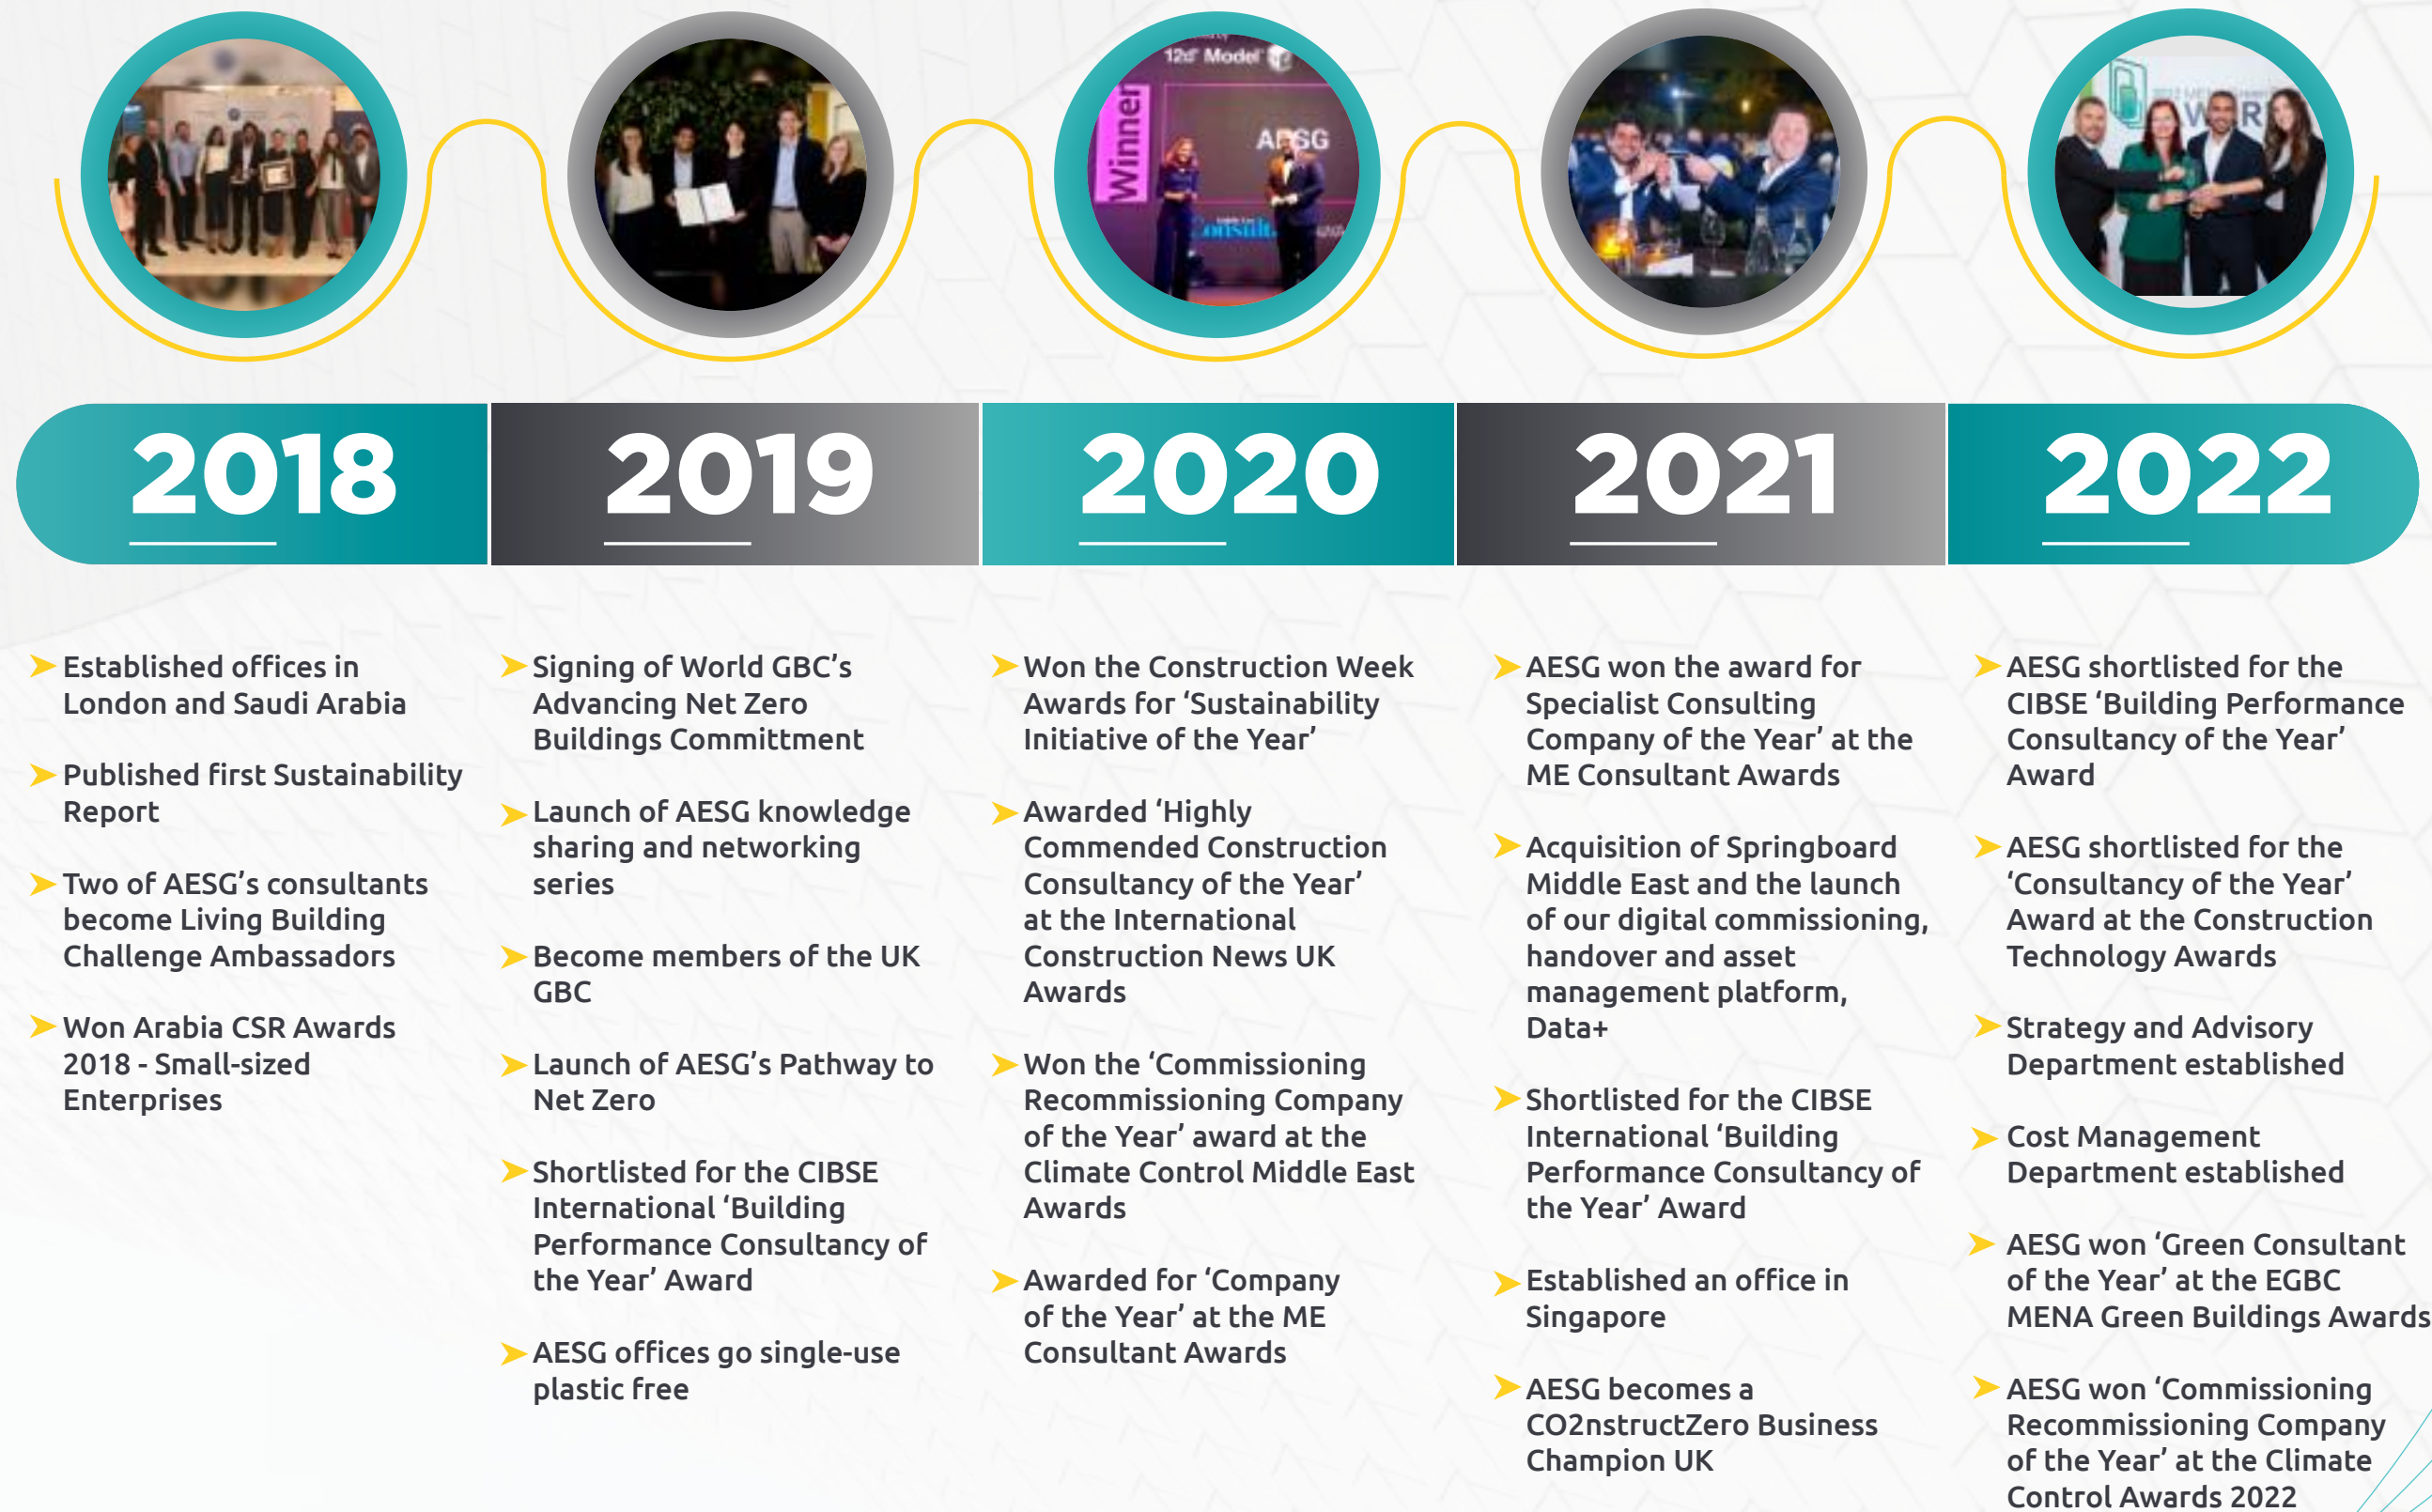 12d Model
Winner
AESG
2018
2019
2020
2021
2022
Established offices in
London and Saudi Arabia
Published first Sustainability
Report
Two of AESG’s consultants
become Living Building
Challenge Ambassadors
Won Arabia CSR Awards
2018 - Small-sized
Enterprises
Signing of World GBC’s
Advancing Net Zero
Buildings Committment
Launch of AESG knowledge
sharing and networking
series
Become members of the UK
GBC
Launch of AESG’s Pathway to
Net Zero
Shortlisted for the CIBSE
International ‘Building
Performance Consultancy of
the Year’ Award
AESG offices go single-use
plastic free
Won the Construction Week
Awards for ‘Sustainability
Initiative of the Year’
Awarded ‘Highly
Commended Construction
Consultancy of the Year’
at the International
Construction News UK
Awards
Won the ‘Commissioning
Recommissioning Company
of the Year’ award at the
Climate Control Middle East
Awards
Awarded for ‘Company
of the Year’ at the ME
Consultant Awards
AESG won the award for
Specialist Consulting
Company of the Year’ at the
ME Consultant Awards
Acquisition of Springboard
Middle East and the launch
of our digital commissioning,
handover and asset
management platform,
Data+
Shortlisted for the CIBSE
International ‘Building
Performance Consultancy of
the Year’ Award
Established an office in
Singapore
AESG becomes a
CO2nstructZero Business
Champion UK
AESG shortlisted for the
CIBSE ‘Building Performance
Consultancy of the Year’
Award
AESG shortlisted for the
‘Consultancy of the Year’
Award at the Construction
Technology Awards
Strategy and Advisory
Department established
Cost Management
Department established
AESG won ‘Green Consultant
of the Year’ at the EGBC
MENA Green Buildings Awards
AESG won ‘Commissioning
Recommissioning Company
of the Year’ at the Climate
Control Awards 2022